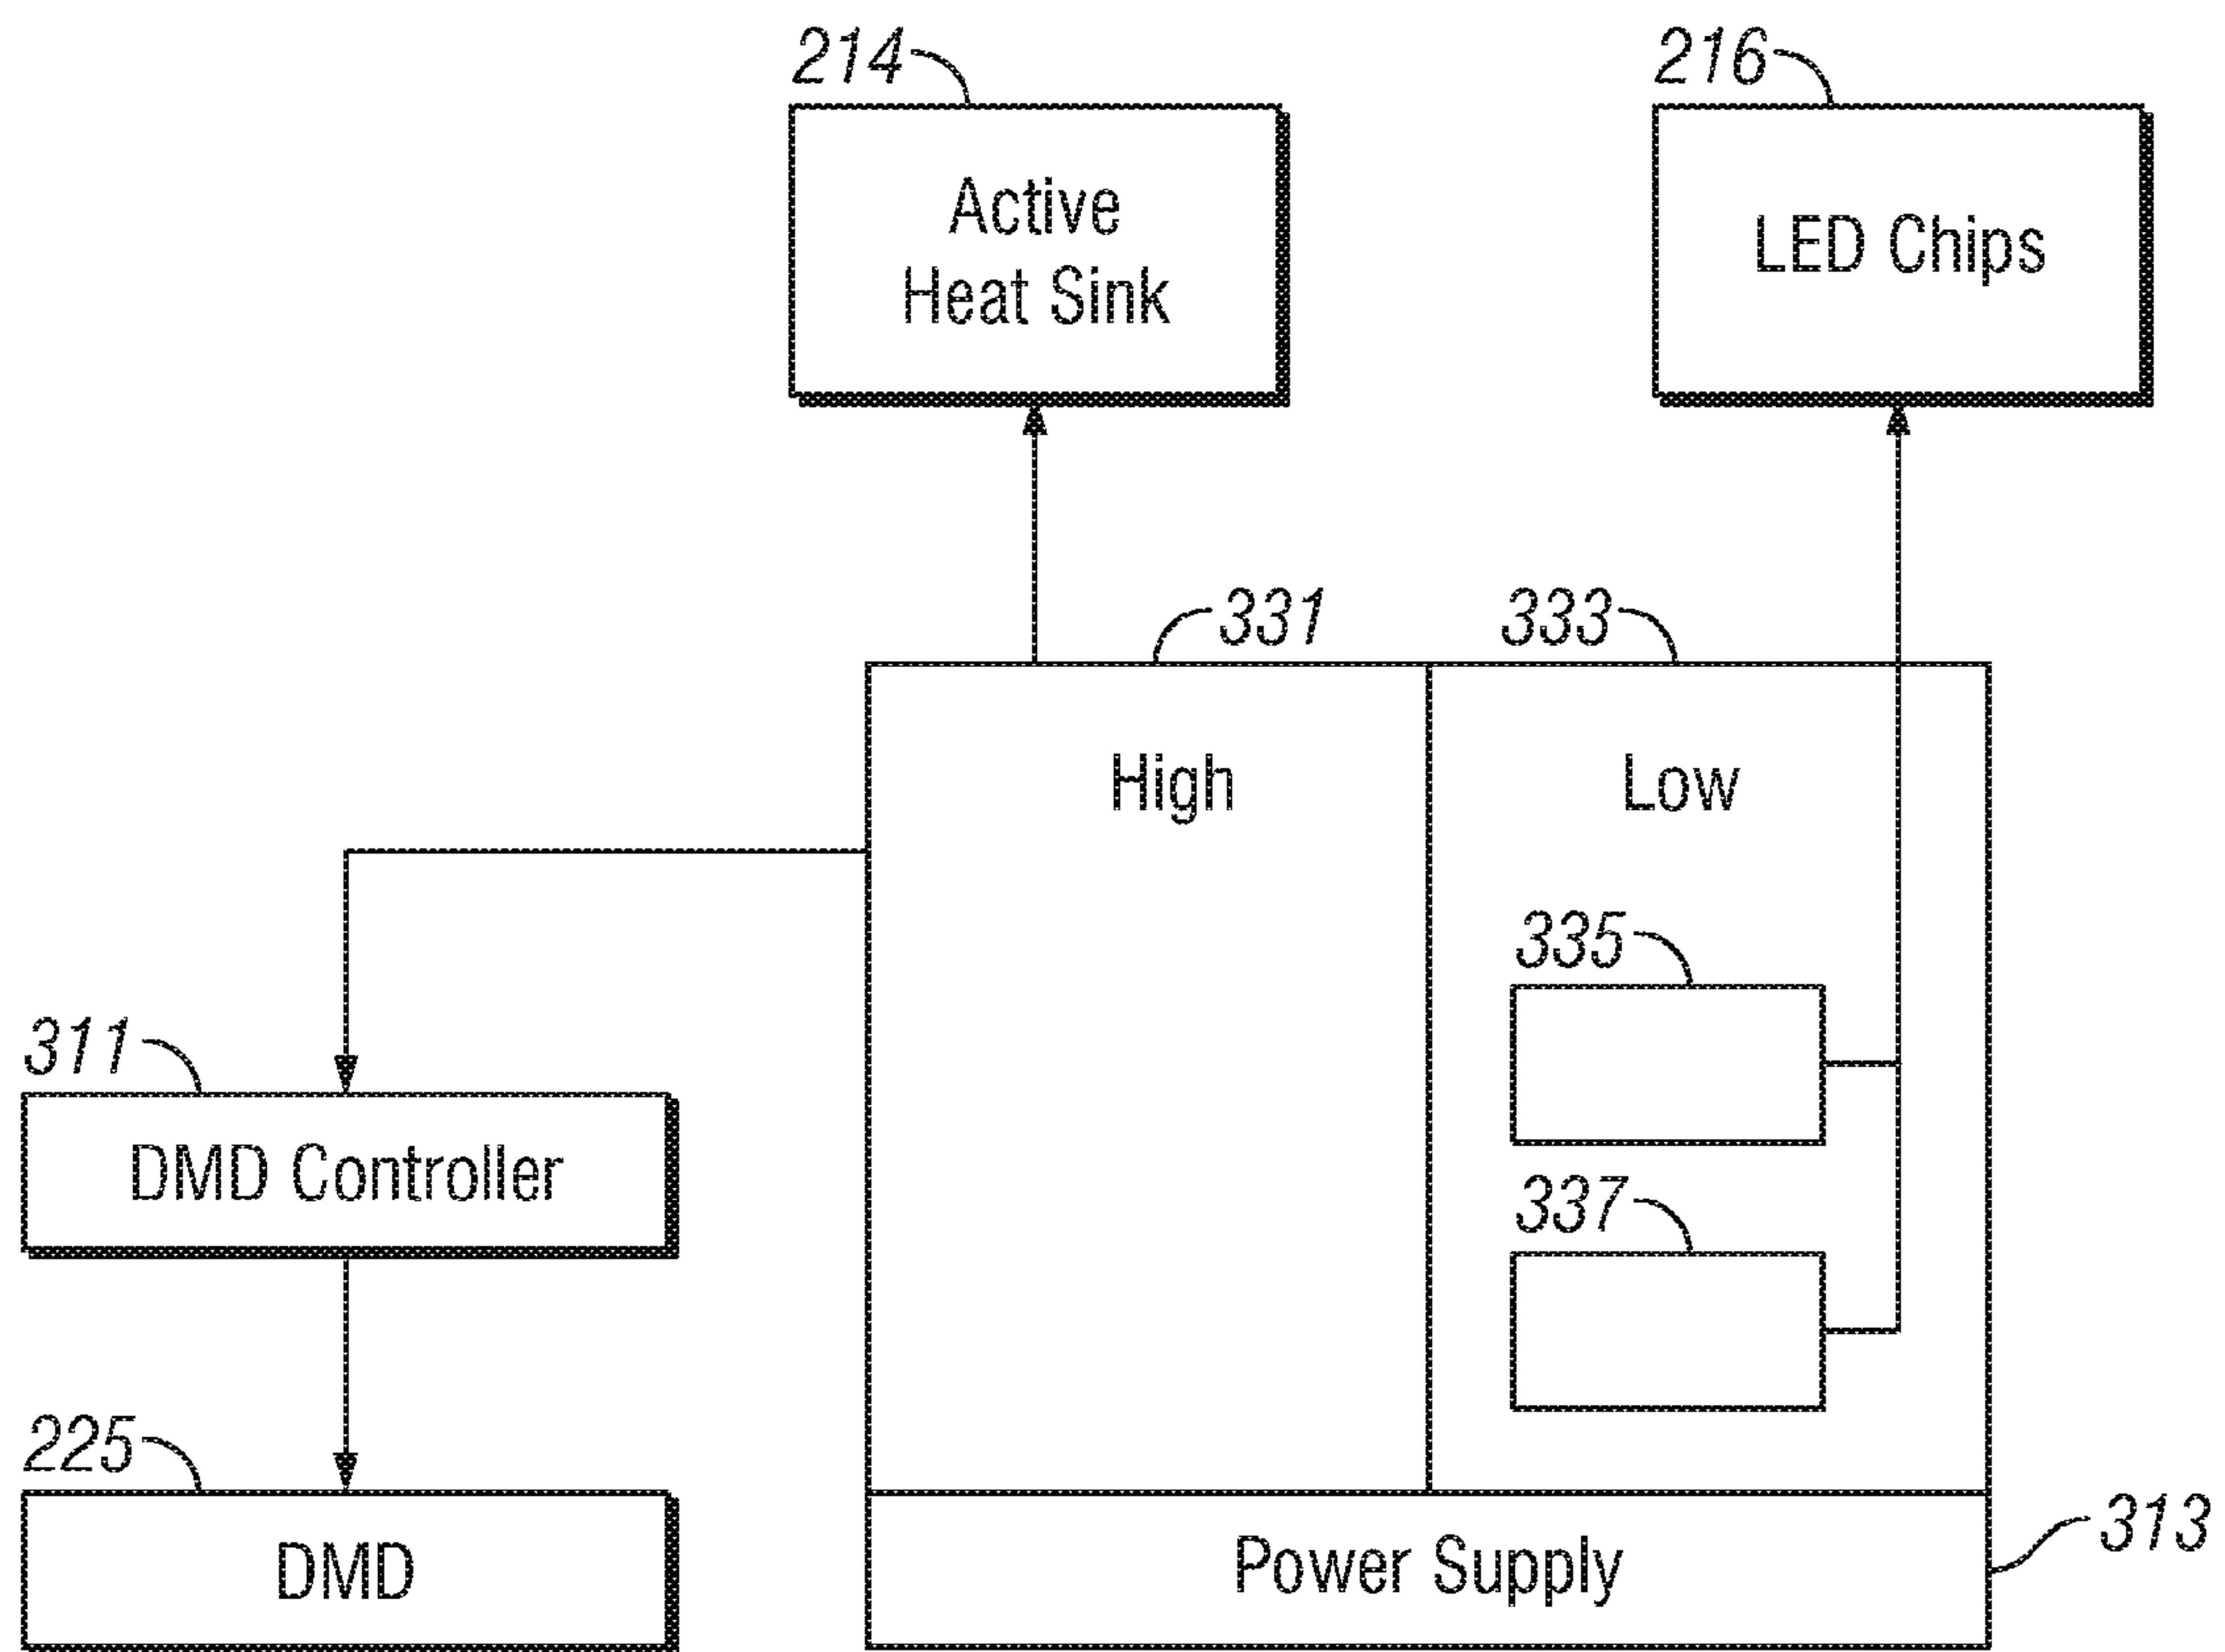 214
216
Active
Heat Sink
LED Chips
331
333
High
Low
335
311
DMD Controller
337
225
DMD
Power Supply
313